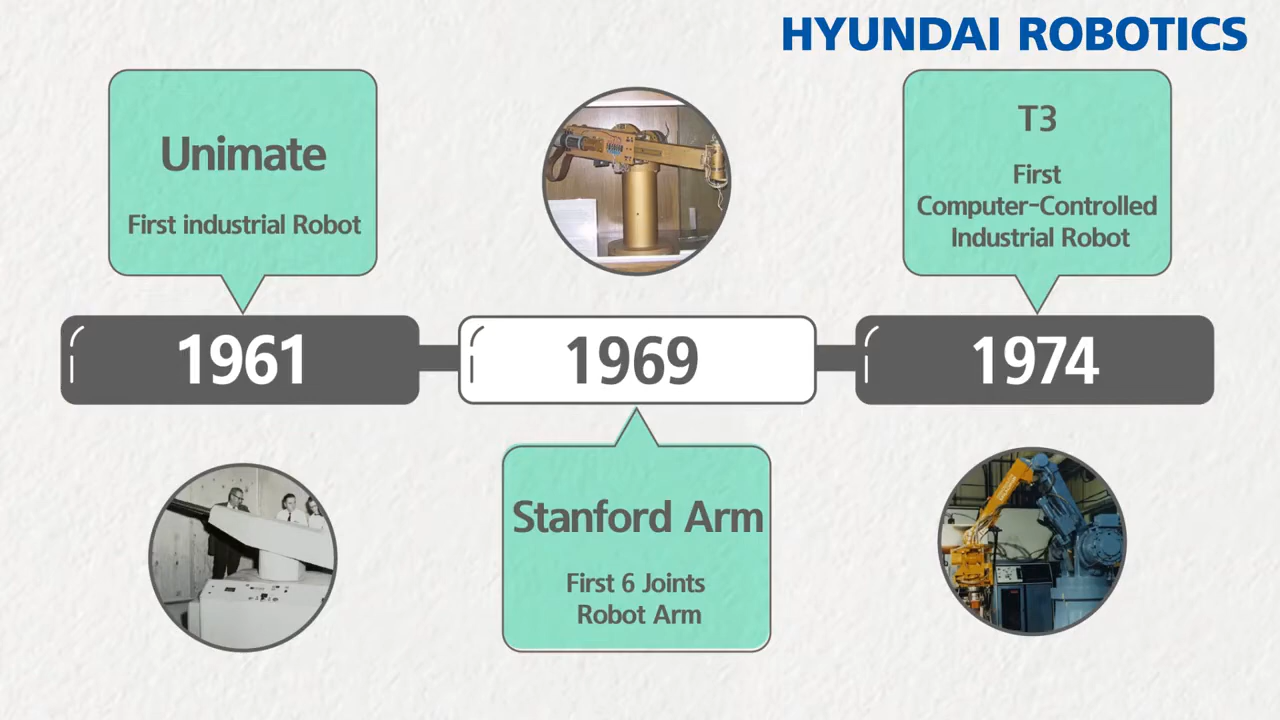 HYUNDAI ROBOTICS
Unimate
First industrial Robot
1961
1969
Stanford Arm
First 6 Joints
Robot Arm
T3
First
Computer-Controlled
Industrial Robot
1974